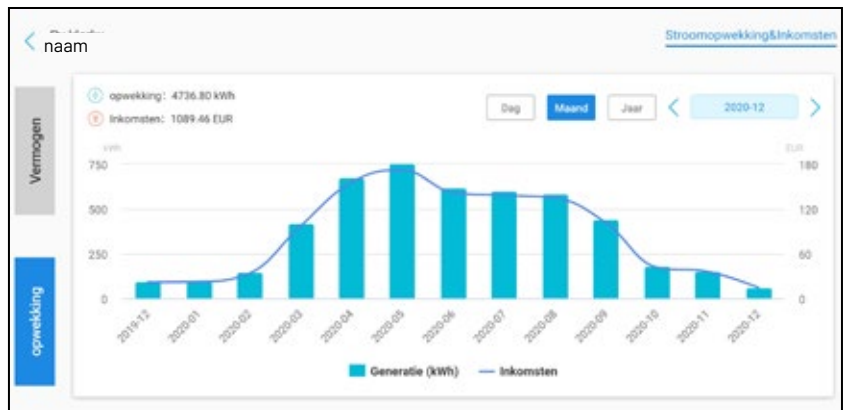 naam
Stroomopwekking&Inkomsten
opwekking: 4736.80 kWh
Inkomsten: 1089.46 EUR
Dag Maand Jaar 2020-12
Vermogen
opwekking
kWh EUR
750 180
500 120
250 60
0 0
2019-12 2020-01 2020-02 2020-03 2020-04 2020-05 2020-06 2020-07 2020-08 2020-09 2020-10 2020-11 2020-12
Generatie (kWh) Inkomsten